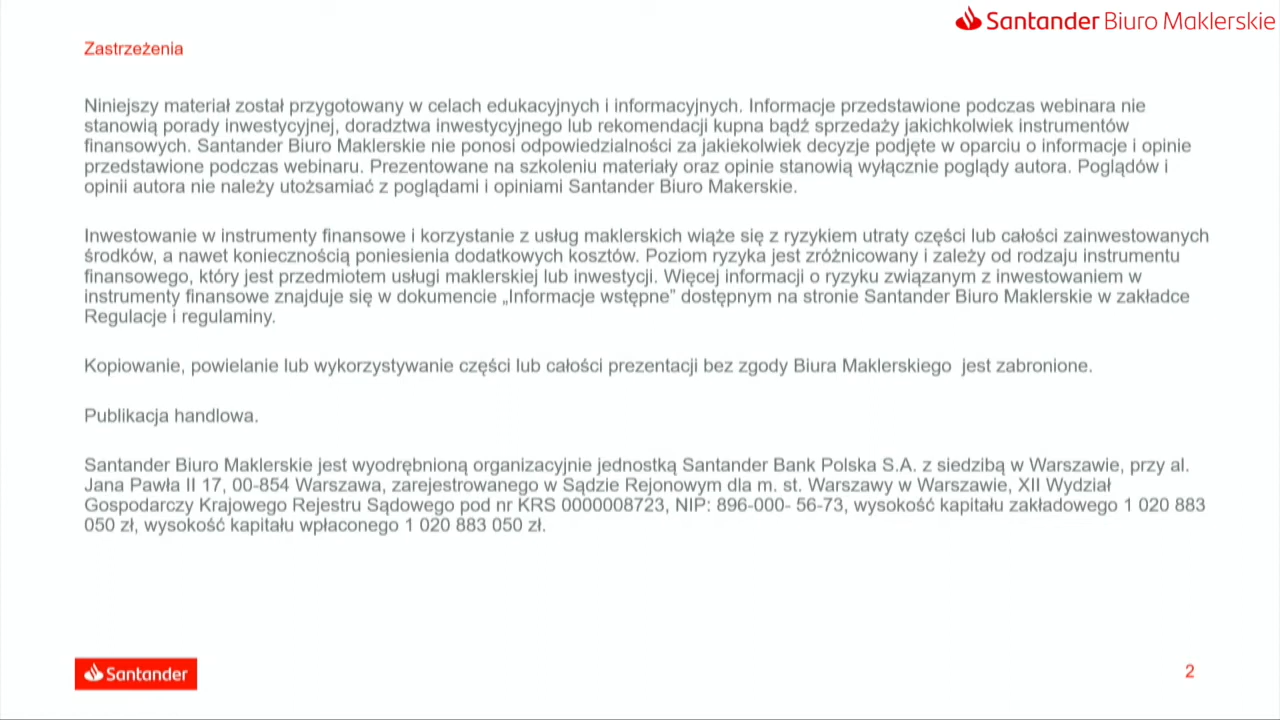 Santander Biuro Maklerskie
Zastrzeżenia
Niniejszy materiał został przygotowany w celach edukacyjnych i informacyjnych. Informacje przedstawione podczas webinara nie
stanowią porady inwestycyjnej, doradztwa inwestycyjnego lub rekomendacji kupna bądź sprzedaży jakichkolwiek instrumentów
finansowych. Santander Biuro Maklerskie nie ponosi odpowiedzialności za jakiekolwiek decyzje podjęte w oparciu o informacje i opinie
przedstawione podczas webinaru. Prezentowane na szkoleniu materiały oraz opinie stanowią wyłącznie poglądy autora. Poglądów i
opinii autora nie należy utożsamiać z poglądami i opiniami Santander Biuro Makerskie.
Inwestowanie w instrumenty finansowe i korzystanie z usług maklerskich wiąże się z ryzykiem utraty części lub całości zainwestowanych
środków, a nawet koniecznością poniesienia dodatkowych kosztów. Poziom ryzyka jest zróżnicowany i zależy od rodzaju instrumentu
finansowego, który jest przedmiotem usługi maklerskiej lub inwestycji. Więcej informacji o ryzyku związanym z inwestowaniem w
instrumenty finansowe znajduje się w dokumencie „Informacje wstępne” dostępnym na stronie Santander Biuro Maklerskie w zakładce
Regulacje i regulaminy.
Kopiowanie, powielanie lub wykorzystywanie części lub całości prezentacji bez zgody Biura Maklerskiego  jest zabronione.
Publikacja handlowa.
Santander Biuro Maklerskie jest wyodrębnioną organizacyjnie jednostką Santander Bank Polska S.A. z siedzibą w Warszawie, przy al.
Jana Pawła II 17, 00-854 Warszawa, zarejestrowanego w Sądzie Rejonowym dla m. st. Warszawy w Warszawie, XII Wydział
Gospodarczy Krajowego Rejestru Sądowego pod nr KRS 0000008723, NIP: 896-000- 56-73, wysokość kapitału zakładowego 1 020 883
050 zł, wysokość kapitału wpłaconego 1 020 883 050 zł.
Santander
2